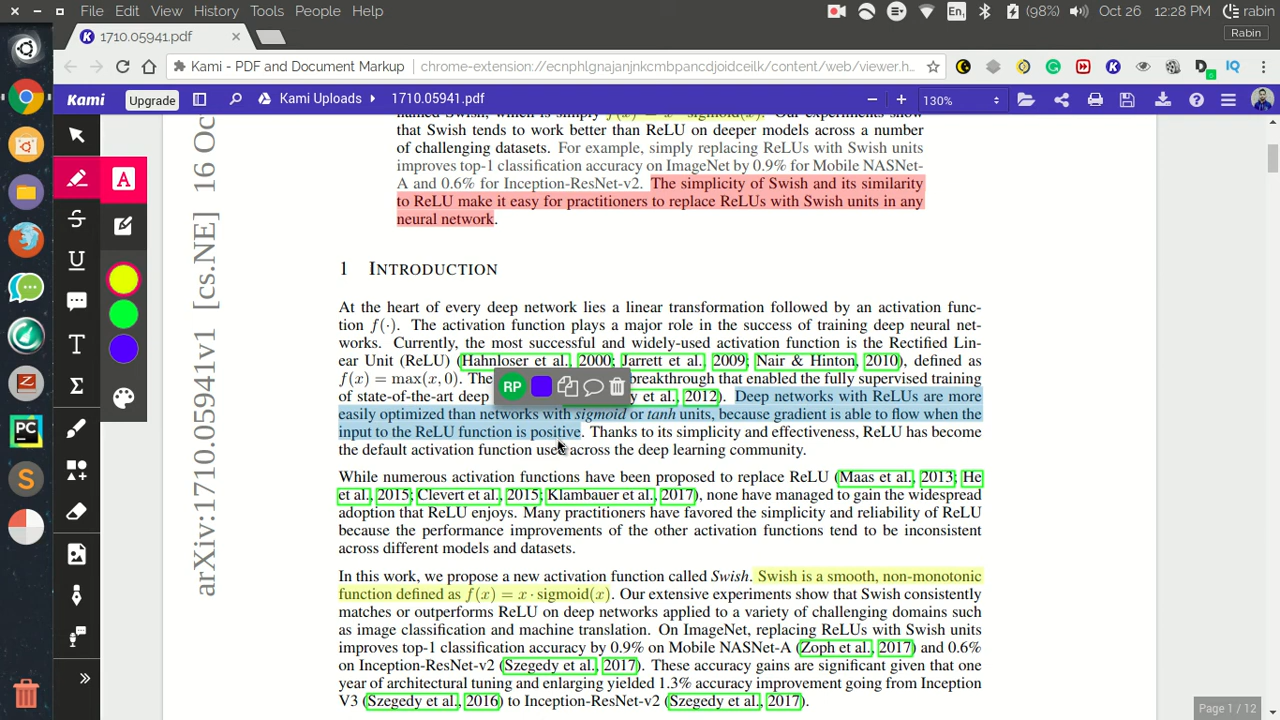 File Edit View History Tools People Help
En
(98%)
Oct 26 12:28 PM
rabin
1710.05941.pdf
Rabin
Kami - PDF and Document Markup
chrome-extension://ecnphlgnajanjnkcmbpancdjoidceilk/content/web/viewer.h...
Kami
Upgrade
Kami Uploads
1710.05941.pdf
130%
that Swish tends to work better than ReLU on deeper models across a number
of challenging datasets. For example, simply replacing ReLUs with Swish units
improves top-1 classification accuracy on ImageNet by 0.9% for Mobile NASNet-
A and 0.6% for Inception-ResNet-v2. The simplicity of Swish and its similarity
to ReLU make it easy for practitioners to replace ReLUs with Swish units in any
neural network.
arXiv:1710.05941v1 [cs.NE] 16 Oc
1 INTRODUCTION
At the heart of every deep network lies a linear transformation followed by an activation func-
tion f(·). The activation function plays a major role in the success of training deep neural net-
works. Currently, the most successful and widely-used activation function is the Rectified Lin-
ear Unit (ReLU) (Hahnloser et al., 2000; Jarrett et al., 2009; Nair & Hinton, 2010), defined as
f(x) = max(x, 0). The breakthrough that enabled the fully supervised training
RP
of state-of-the-art deep y et al., 2012). Deep networks with ReLUs are more
easily optimized than networks with sigmoid or tanh units, because gradient is able to flow when the
input to the ReLU function is positive. Thanks to its simplicity and effectiveness, ReLU has become
the default activation function used across the deep learning community.
While numerous activation functions have been proposed to replace ReLU (Maas et al., 2013; He
et al., 2015; Clevert et al., 2015; Klambauer et al., 2017), none have managed to gain the widespread
adoption that ReLU enjoys. Many practitioners have favored the simplicity and reliability of ReLU
because the performance improvements of the other activation functions tend to be inconsistent
across different models and datasets.
In this work, we propose a new activation function called Swish. Swish is a smooth, non-monotonic
function defined as f(x) = x · sigmoid(x). Our extensive experiments show that Swish consistently
matches or outperforms ReLU on deep networks applied to a variety of challenging domains such
as image classification and machine translation. On ImageNet, replacing ReLUs with Swish units
improves top-1 classification accuracy by 0.9% on Mobile NASNet-A (Zoph et al., 2017) and 0.6%
on Inception-ResNet-v2 (Szegedy et al., 2017). These accuracy gains are significant given that one
year of architectural tuning and enlarging yielded 1.3% accuracy improvement going from Inception
V3 (Szegedy et al., 2016) to Inception-ResNet-v2 (Szegedy et al., 2017).
Page 1 / 12